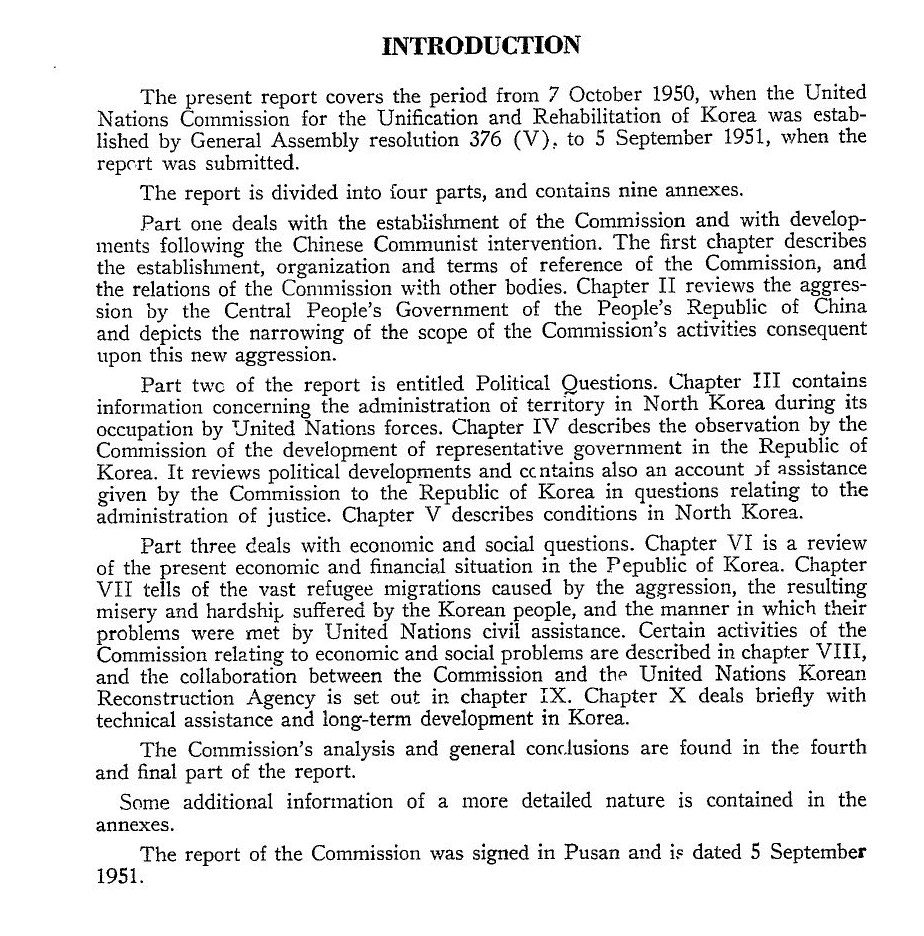 INTRODUCTION
The present report covers the period from 7 October 1950, when the United
Nations Commission for the Unification and Rehabilitation of Korea was estab-
lished by General Assembly resolution 376 (V), to 5 September 1951, when the
report was submitted.
The report is divided into four parts, and contains nine annexes.
Part one deals with the establishment of the Commission and with develop-
ments following the Chinese Communist intervention. The first chapter describes
the establishment, organization and terms of reference of the Commission, and
the relations of the Commission with other bodies. Chapter II reviews the aggres-
sion by the Central People's Government of the People's Republic of China
and depicts the narrowing of the scope of the Commission's activities consequent
upon this new aggression.
Part two of the report is entitled Political Questions. Chapter III contains
information concerning the administration of territory in North Korea during its
occupation by United Nations forces. Chapter IV describes the observation by the
Commission of the development of representative government in the Republic of
Korea. It reviews political developments and contains also an account of assistance
given by the Commission to the Republic of Korea in questions relating to the
administration of justice. Chapter V describes conditions in North Korea.
Part three deals with economic and social questions. Chapter VI is a review
of the present economic and financial situation in the Republic of Korea. Chapter
VII tells of the vast refugee migrations caused by the aggression, the resulting
misery and hardship suffered by the Korean people, and the manner in which their
problems were met by United Nations civil assistance. Certain activities of the
Commission relating to economic and social problems are described in chapter VIII,
and the collaboration between the Commission and the United Nations Korean
Reconstruction Agency is set out in chapter IX. Chapter X deals briefly with
technical assistance and long-term development in Korea.
The Commission's analysis and general conclusions are found in the fourth
and final part of the report.
Some additional information of a more detailed nature is contained in the
annexes.
The report of the Commission was signed in Pusan and is dated 5 September
1951.